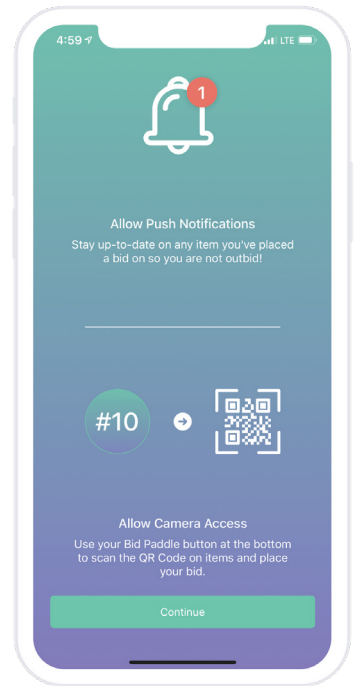 4:59
LTE
1
Allow Push Notifications
Stay up-to-date on any item you've placed
a bid on so you are not outbid!
#10
Allow Camera Access
Use your Bid Paddle button at the bottom
to scan the QR Code on items and place
your bid.
Continue